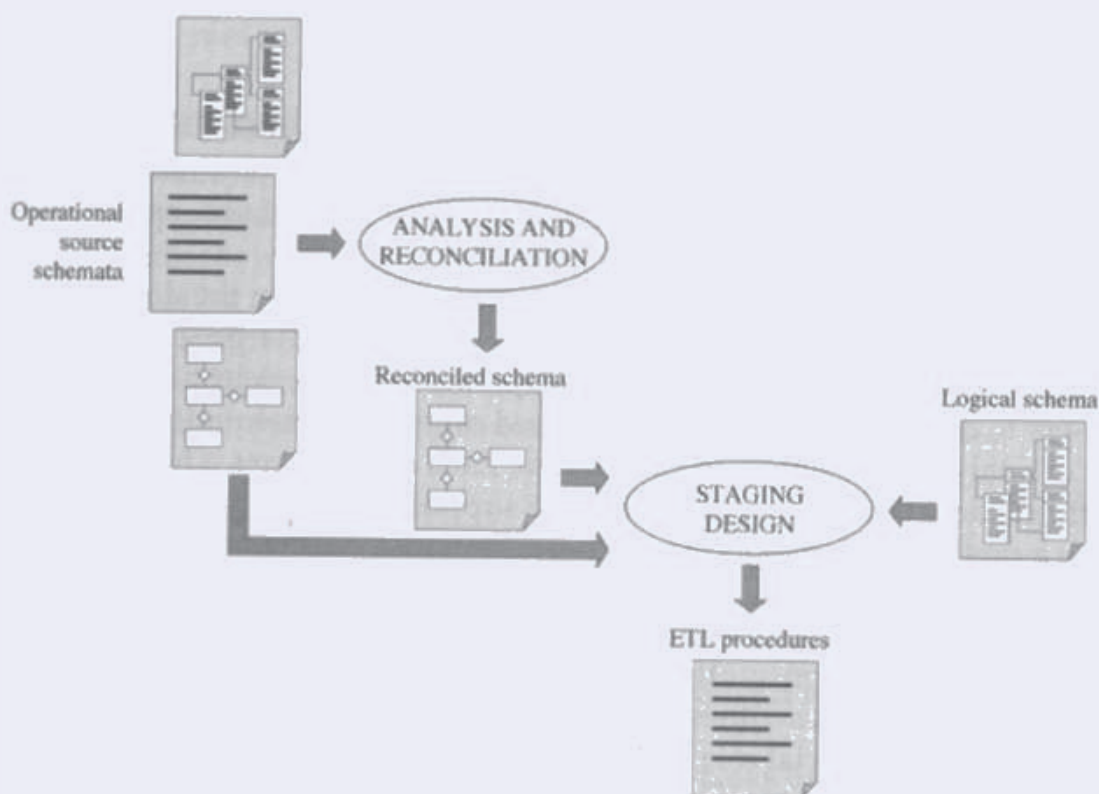 Operational
source
schemata
ANALYSIS AND
RECONCILIATION
Reconciled schema
Logical schema
STAGING
DESIGN
ETL procedures